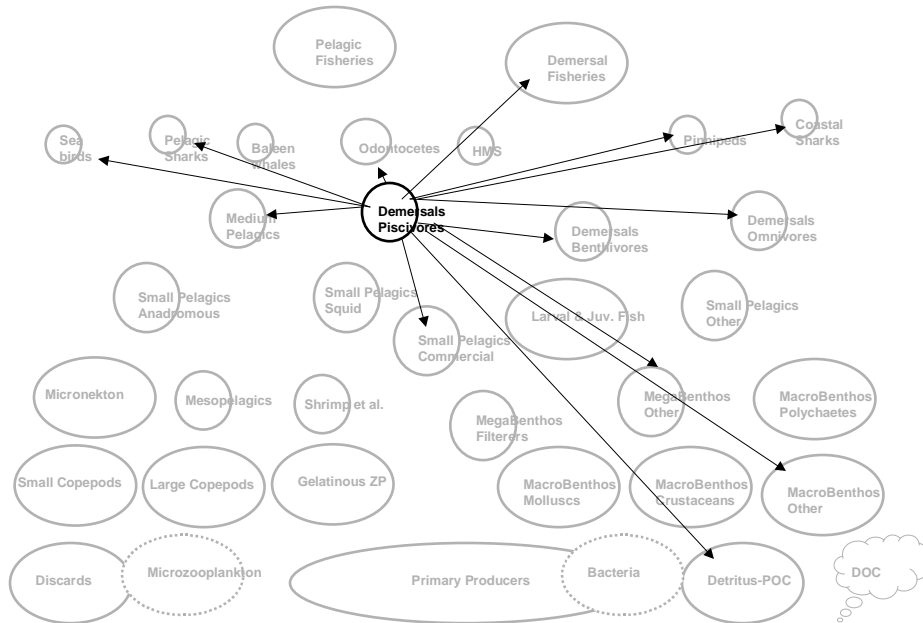 Pelagic
Fisheries
Demersal
Fisheries
Sea
birds
Pelagic
Sharks
Baleen
whales
Odontocetes
HMS
Pinnipeds
Coastal
Sharks
Medium
Pelagics
Demersals
Piscivores
Demersals
Benthivores
Demersals
Omnivores
Small Pelagics
Anadromous
Small Pelagics
Squid
Small Pelagics
Commercial
Larval & Juv. Fish
Small Pelagics
Other
Micronekton
Mesopelagics
Shrimp et al.
MegaBenthos
Filterers
MegaBenthos
Other
MacroBenthos
Polychaetes
Small Copepods
Large Copepods
Gelatinous ZP
MacroBenthos
Molluscs
MacroBenthos
Crustaceans
MacroBenthos
Other
Discards
Microzooplankton
Primary Producers
Bacteria
Detritus-POC
DOC